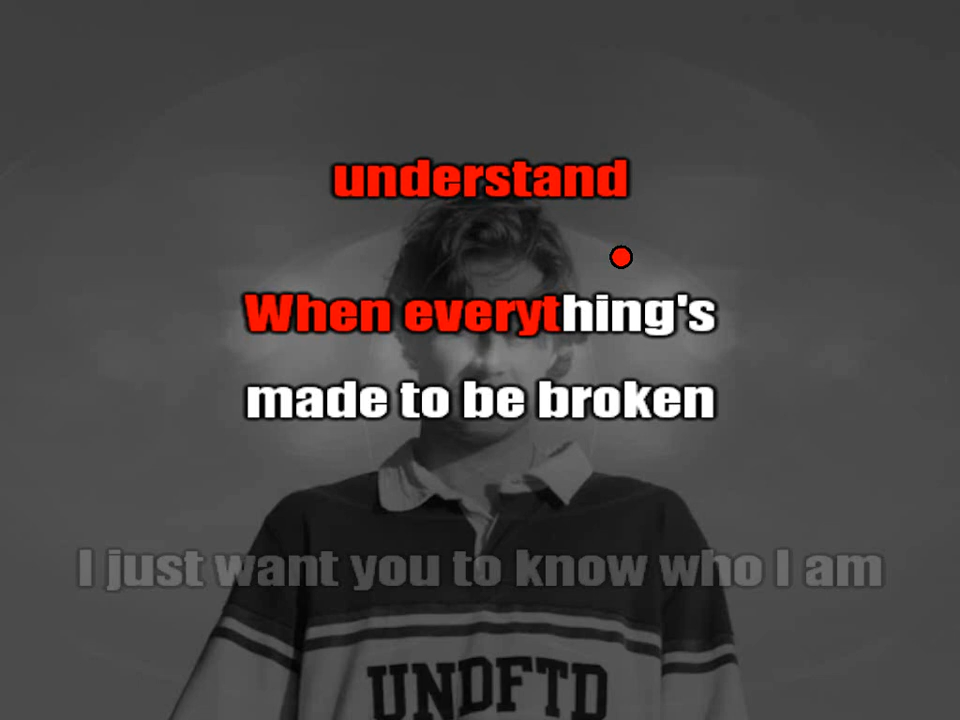 understand
When everything's
made to be broken
I just want you to know who I am
UNDFTD